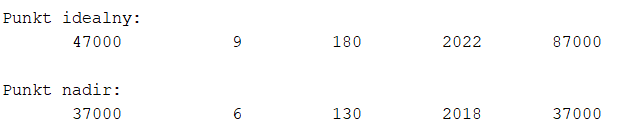 Punkt idealny:
47000 9 180 2022 87000
Punkt nadir:
37000 6 130 2018 37000